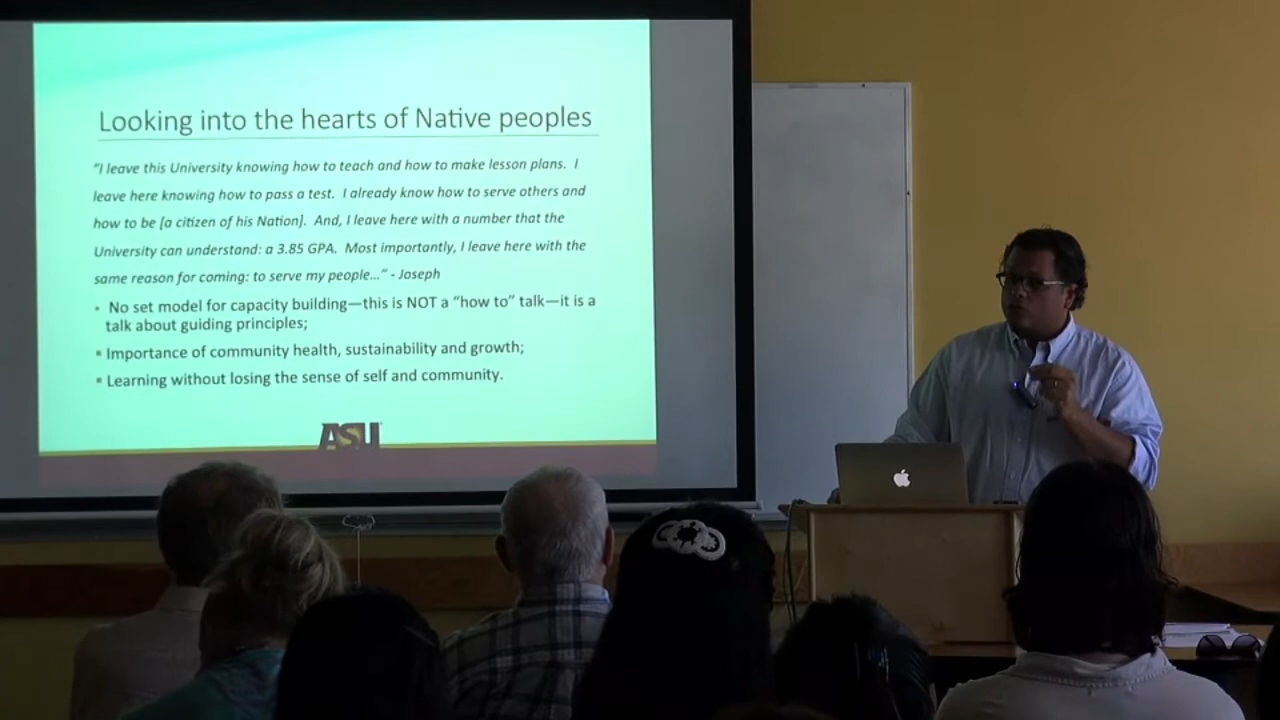 Looking into the hearts of Native peoples
“I leave this University knowing how to teach and how to make lesson plans.  I
leave here knowing how to pass a test.  I already know how to serve others and
how to be [a citizen of his Nation].  And, I leave here with a number that the
University can understand: a 3.85 GPA.  Most importantly, I leave here with the
same reason for coming: to serve my people…” - Joseph
▪ No set model for capacity building—this is NOT a “how to” talk—it is a
talk about guiding principles;
▪ Importance of community health, sustainability and growth;
▪ Learning without losing the sense of self and community.
ASU